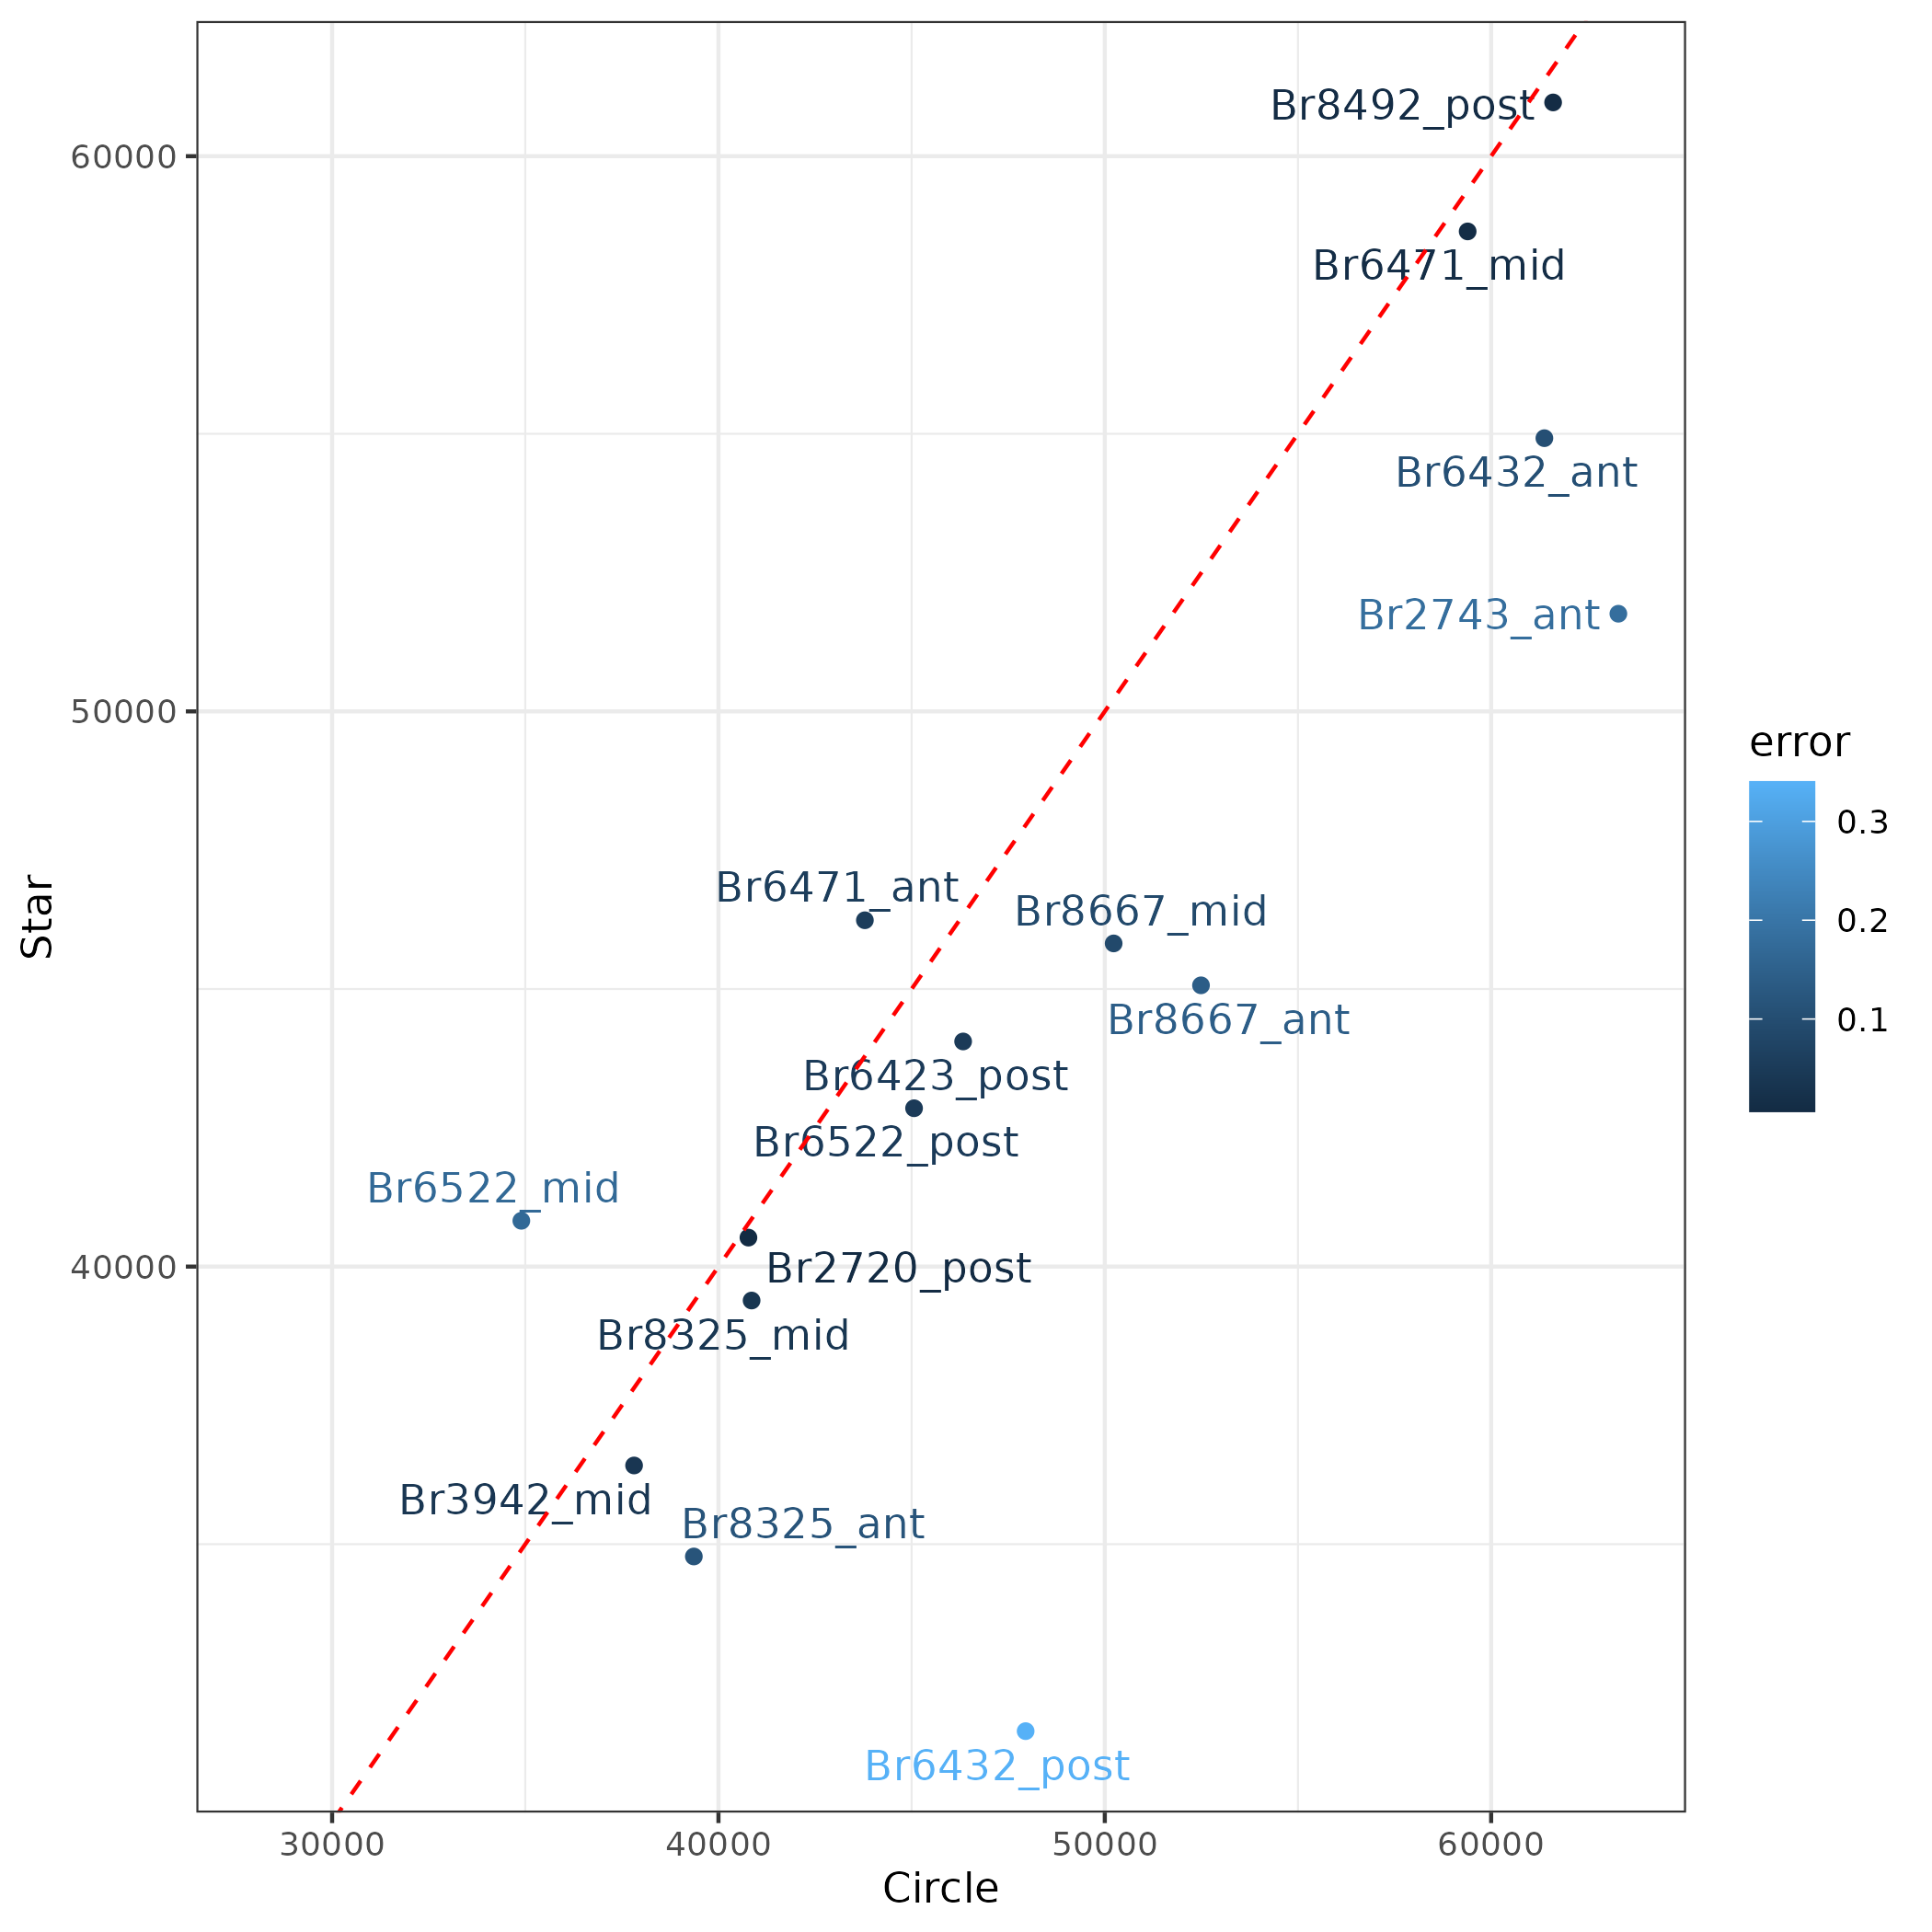 Br8492_post
60000
Br6471_mid
Br6432_ant
Br2743_ant
50000
error
0.3
Br6471_ant
Br8667_mid
0.2
Star
Br8667_ant
0.1
Br6423_post
Br6522_post
Br6522_mid
40000
Br2720_post
Br8325_mid
Br3942_mid
Br8325_ant
Br6432_post
30000
40000
50000
60000
Circle